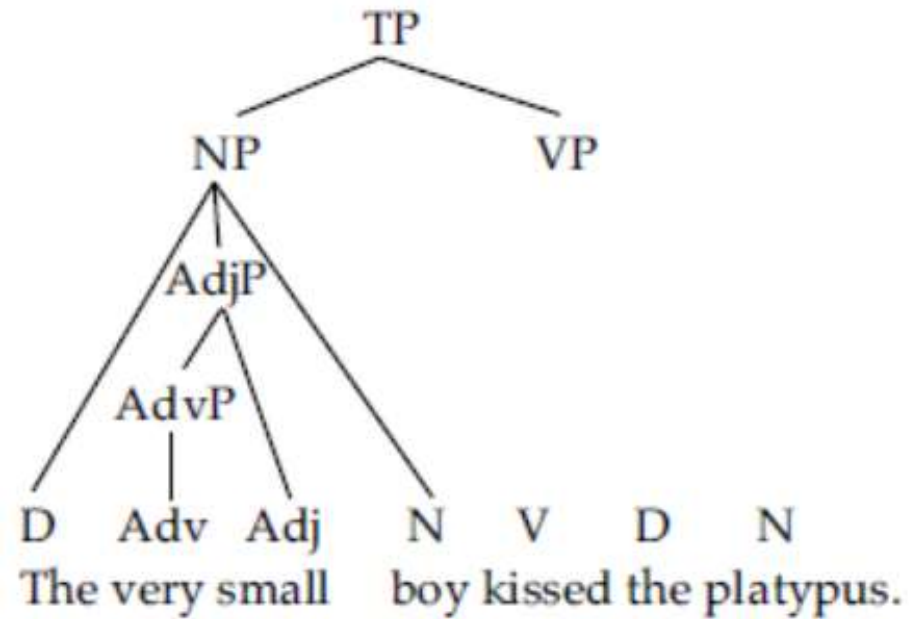 TP
NP VP
AdjP
AdvP
D Adv Adj N V D N
The very small boy kissed the platypus.